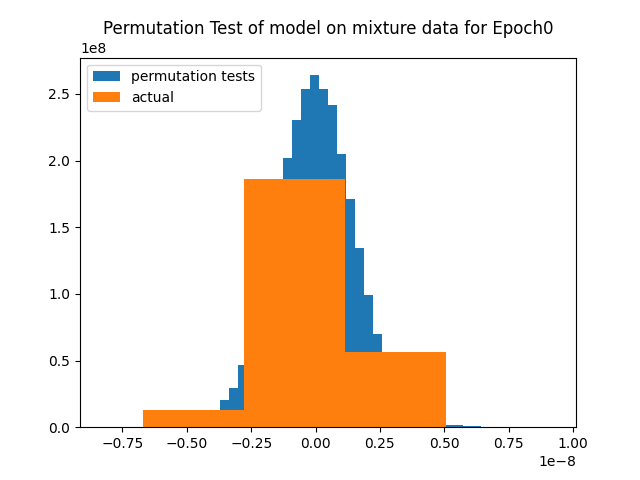 Permutation Test of model on mixture data for Epoch0
1e8
permutation tests
actual
2.5
2.0
1.5
1.0
0.5
0.0
−0.75 −0.50 −0.25 0.00 0.25 0.50 0.75 1.00
1e−8